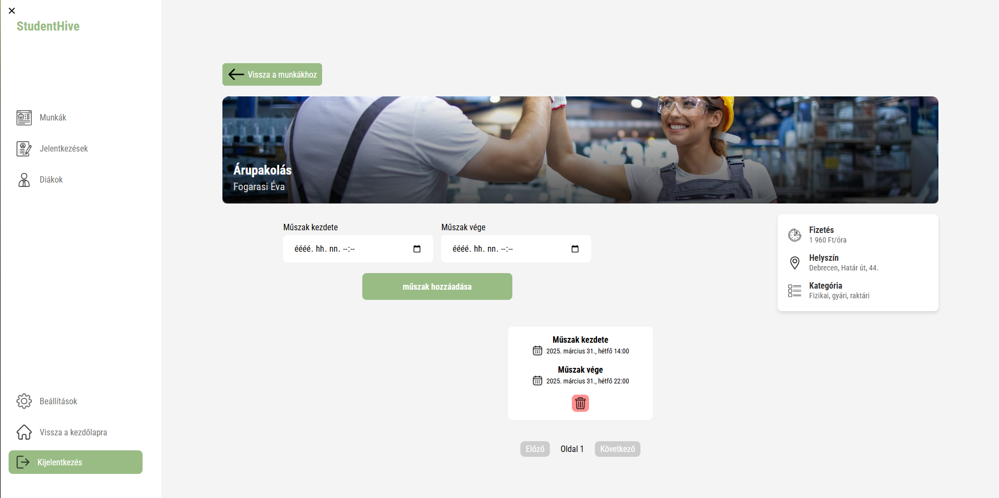 StudentHive
Munkák
Jelentkezések
Diákok
Beállítások
Vissza a kezdőlapra
Kijelentkezés
Vissza a munkákhoz
Árupakolás
Fogarasi Éva
Műszak kezdete
éééé. hh. nn. --:--
Műszak vége
éééé. hh. nn. --:--
műszak hozzáadása
Fizetés
1 960 Ft/óra
Helyszín
Debrecen, Határ út, 44.
Kategória
Fizikai, gyári, raktári
Műszak kezdete
2025. március 31., hétfő 14:00
Műszak vége
2025. március 31., hétfő 22:00
Előző Oldal 1 Következő